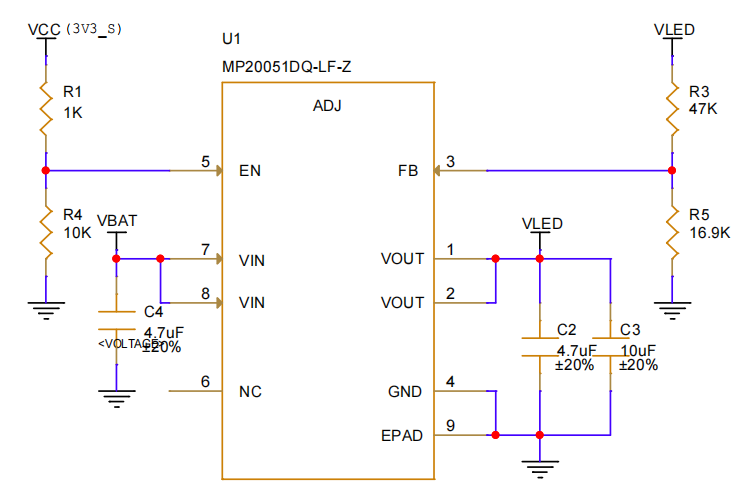 VCC (3V3_S)
VLED
U1
MP20051DQ-LF-Z
ADJ
R1
1K
R3
47K
5
EN
3
FB
R4
10K
R5
16.9K
VBAT
VLED
7
VIN
1
VOUT
8
VIN
2
VOUT
C4
4.7uF
±20%
<VOLTAGE>
C2
4.7uF
±20%
C3
10uF
±20%
6
NC
4
GND
9
EPAD